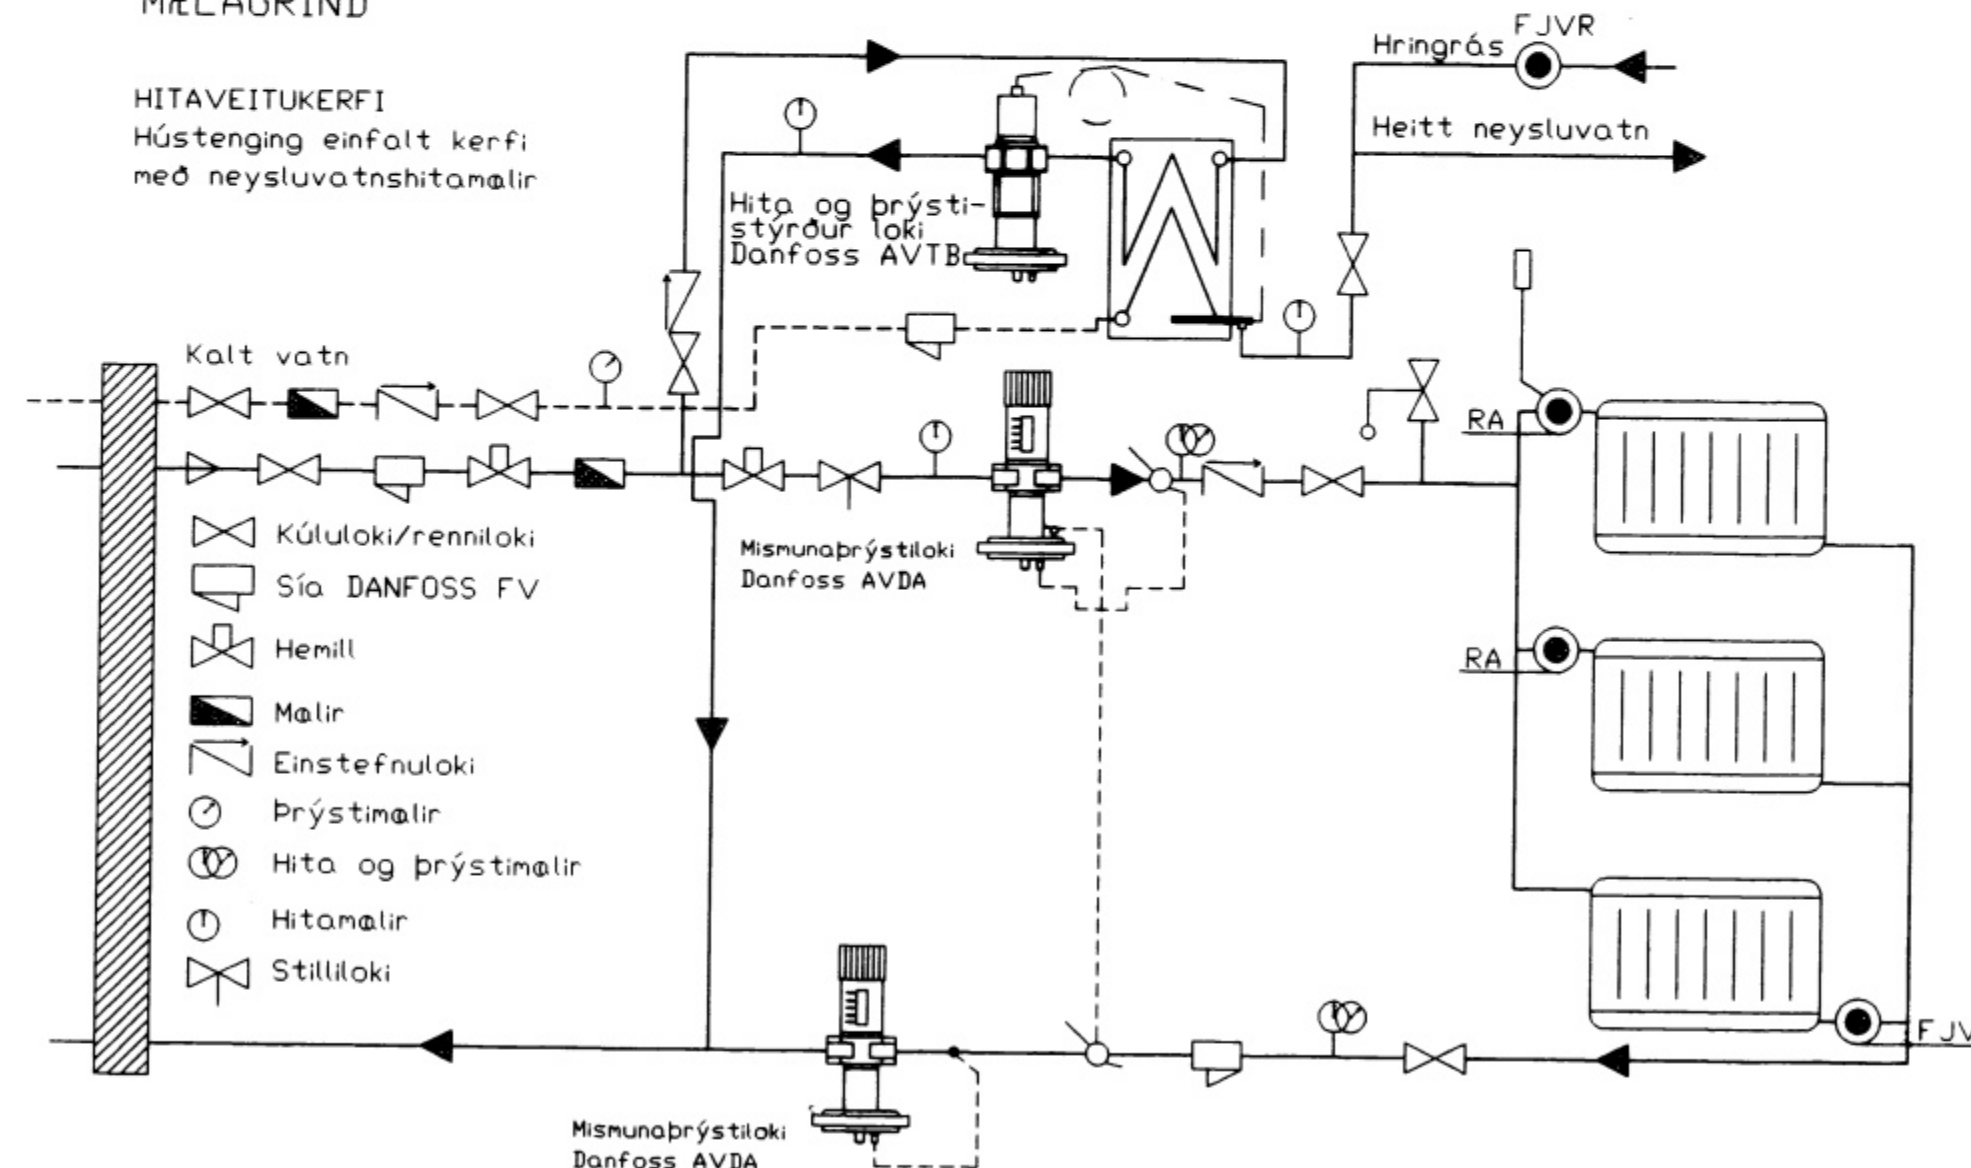 MÆLAGRIND
HITAVEITUKERFI
Hústenging einfalt kerfi
með neysluvatnshitamælir
FJVR
Hringrás
Heitt neysluvatn
Hita og þrýsti-
stýrður loki
Danfoss AVTB
Kalt vatn
RA
Mismunaþrýstiloki
Danfoss AVDA
RA
Kúluloki/renniloki
Sía DANFOSS FV
Hemill
Mælir
Einstefnuloki
Þrýstimælir
Hita og þrýstimælir
Hitamælir
Stilliloki
FJV
Mismunaþrýstiloki
Danfoss AVDA